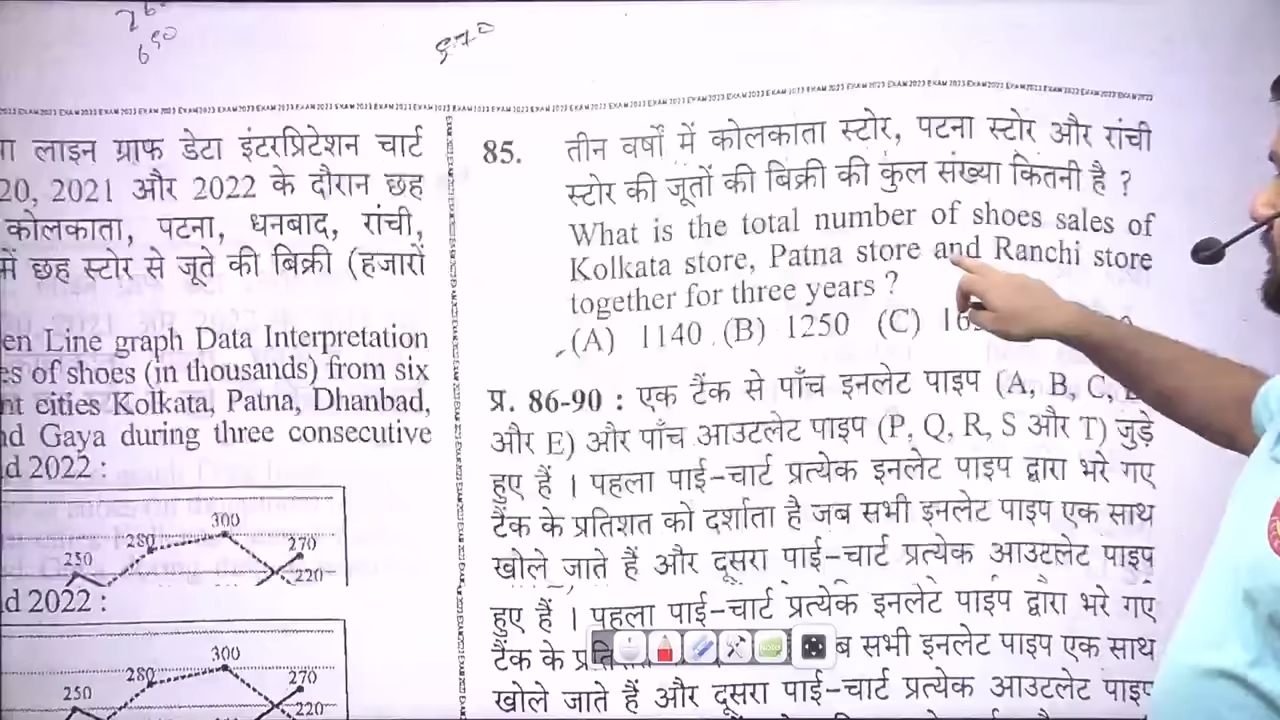 690
570
ा लाइन ग्राफ डेटा इंटरप्रिटेशन चार्ट
20, 2021 और 2022 के दौरान छह
कोलकाता, पटना, धनबाद, रांची,
में छह स्टोर से जूते की बिक्री (हजारों
en Line graph Data Interpretation
es of shoes (in thousands) from six
nt cities Kolkata, Patna, Dhanbad,
nd Gaya during three consecutive
d 2022 :
300
280
270
250
220
d 2022 :
300
280
270
250
220
85. तीन वर्षों में कोलकाता स्टोर, पटना स्टोर और रांची
स्टोर की जूतों की बिक्री की कुल संख्या कितनी है ?
What is the total number of shoes sales of
Kolkata store, Patna store and Ranchi store
together for three years ?
(A) 1140 (B) 1250 (C)
प्र. 86-90 : एक टैंक से पाँच इनलेट पाइप (A, B, C,
और E) और पाँच आउटलेट पाइप (P, Q, R, S और T) जुड़े
हुए हैं । पहला पाई-चार्ट प्रत्येक इनलेट पाइप द्वारा भरे गए
टैंक के प्रतिशत को दर्शाता है जब सभी इनलेट पाइप एक साथ
खोले जाते हैं और दूसरा पाई-चार्ट प्रत्येक आउटलेट पाइप
हुए हैं । पहला पाई-चार्ट प्रत्येक इनलेट पाइप द्वारा भरे गए
टैंक के ब सभी इनलेट पाइप एक साथ
खोले जाते हैं और दूसरा पाई-चार्ट प्रत्येक आउटलेट पाइप